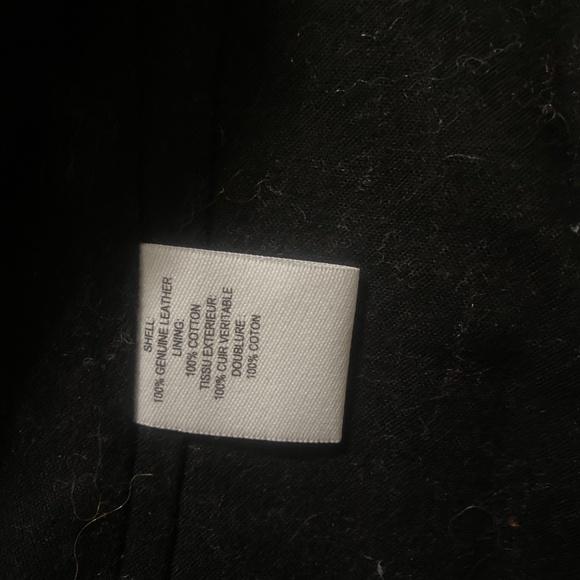 SHELL:
100% GENUINE LEATHER
LINING:
100% COTTON
TISSU EXTERIEUR:
100% CUIR VERITABLE
DOUBLURE :
100% COTON